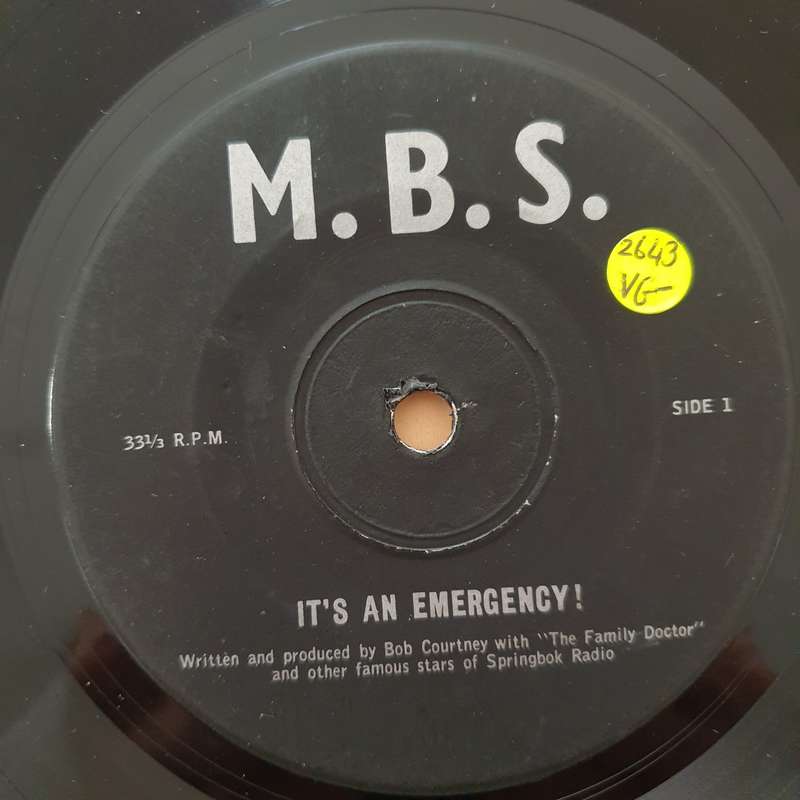 M.B.S.
2643
VG-
SIDE 1
33⅓ R.P.M.
IT'S AN EMERGENCY!
Written and produced by Bob Courtney with "The Family Doctor"
and other famous stars of Springbok Radio